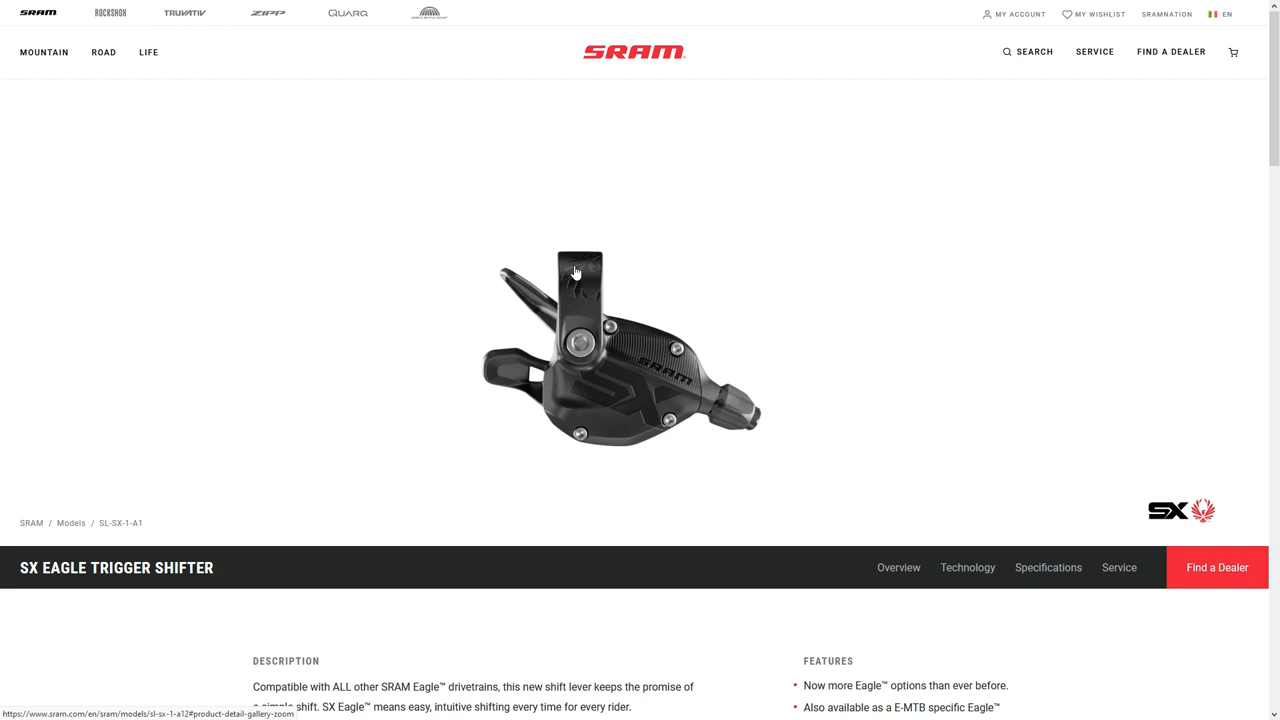 SRAM ROCKSHOX TRUVATIV ZIPP QUARQ
MY ACCOUNT MY WISHLIST SRAMNATION EN
MOUNTAIN ROAD LIFE
SRAM
SEARCH SERVICE FIND A DEALER
SRAM
SX
SX
SRAM / Models / SL-SX-1-A1
SX EAGLE TRIGGER SHIFTER
Overview Technology Specifications Service Find a Dealer
DESCRIPTION
Compatible with ALL other SRAM Eagle™ drivetrains, this new shift lever keeps the promise of
a simple shift. SX Eagle™ means easy, intuitive shifting every time for every rider.
FEATURES
Now more Eagle™ options than ever before.
Also available as a E-MTB specific Eagle™
https://www.sram.com/en/sram/models/sl-sx-1-a12#product-detail-gallery-zoom